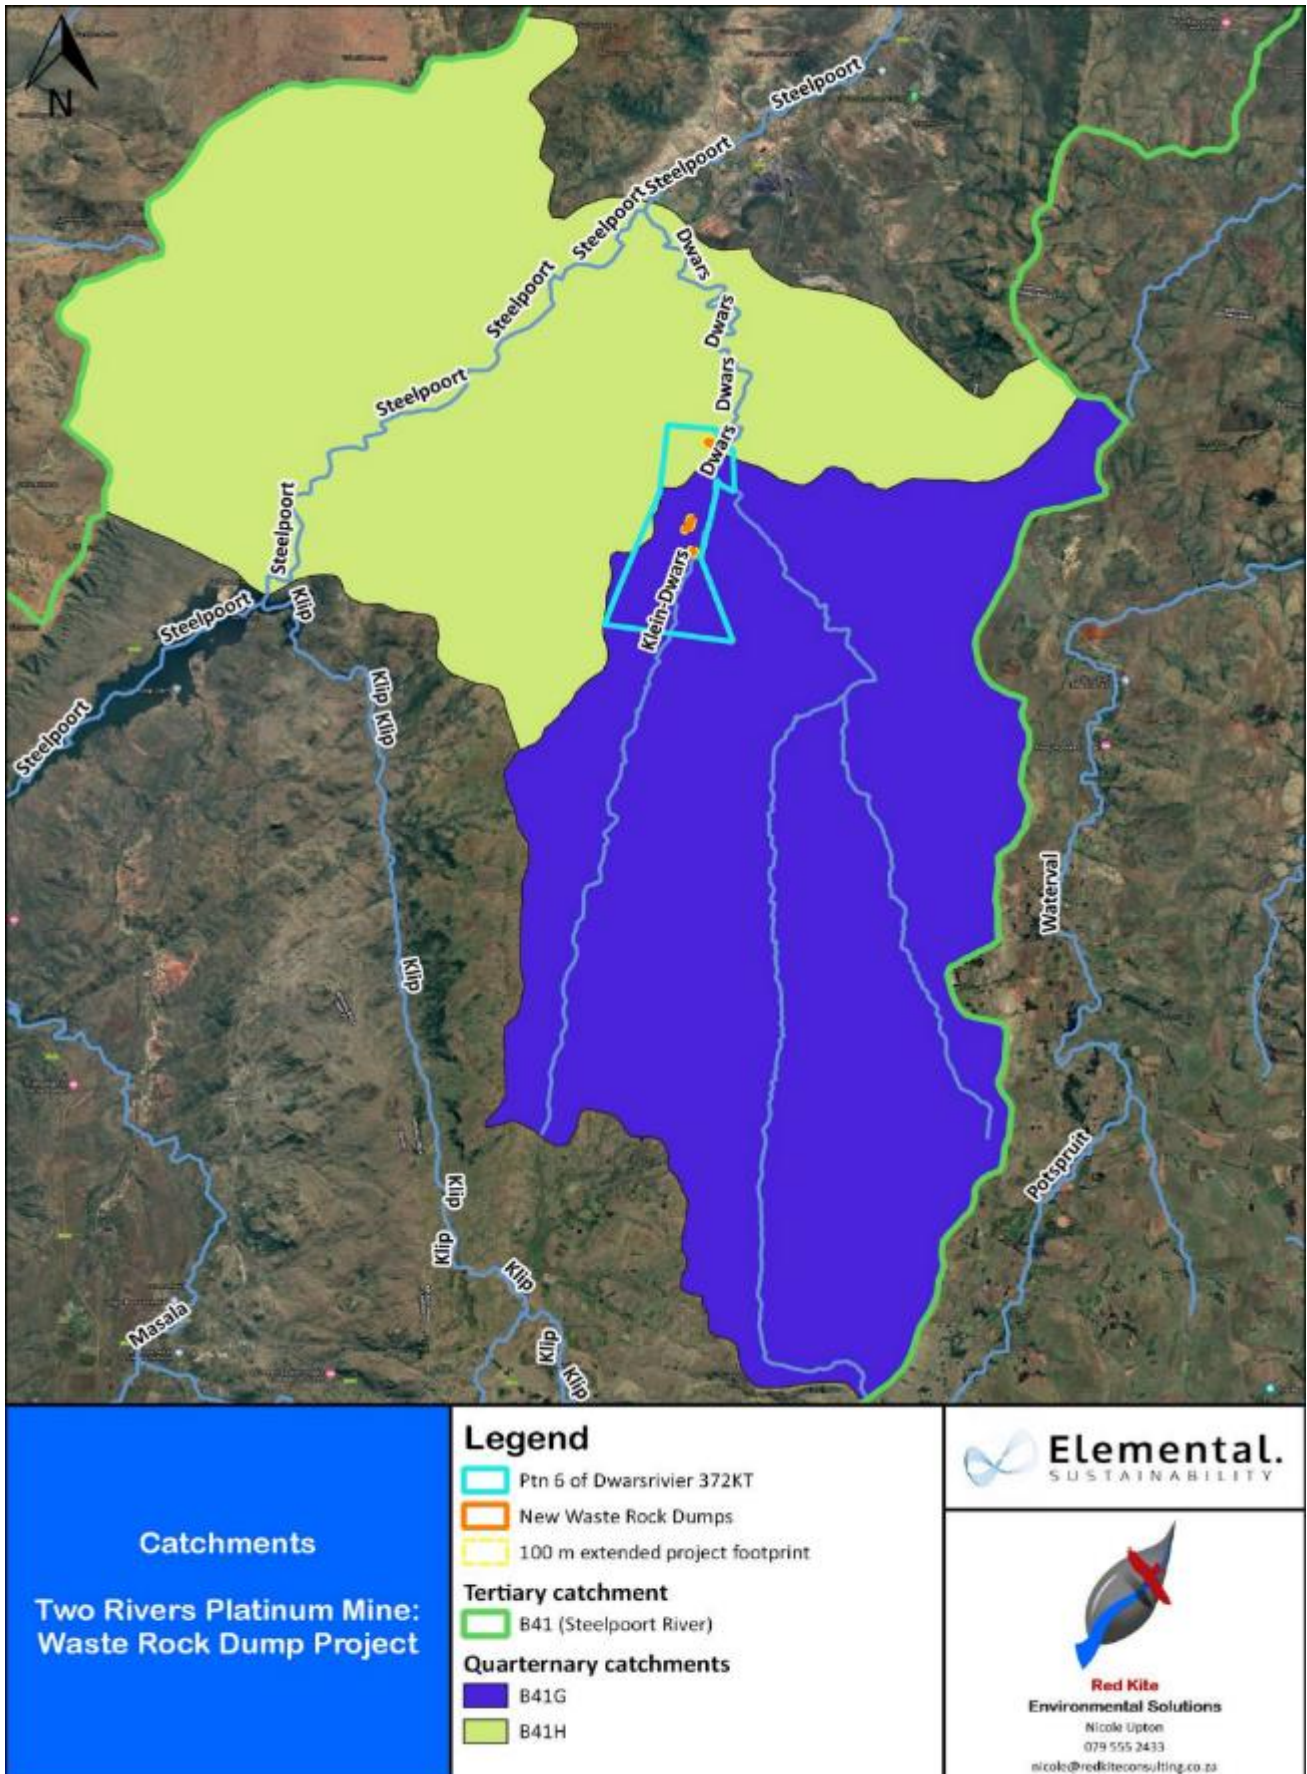 N
Steelpoort
Steelpoort
Steelpoort
Dwars
Steelpoort
Dwars
Steelpoort
Dwars
Dwars
Steelpoort
Klein-Dwars
Steelpoort
Klip
Steelpoort
Klip
Klip
Waterval
Klip
Potspruit
Klip
Klip
Klip
Masala
Klip
Klip
Catchments
Two Rivers Platinum Mine:
Waste Rock Dump Project
Legend
Ptn 6 of Dwarsrivier 372KT
New Waste Rock Dumps
100 m extended project footprint
Tertiary catchment
B41 (Steelpoort River)
Quarternary catchments
B41G
B41H
Elemental.
SUSTAINABILITY
Red Kite
Environmental Solutions
Nicole Upton
079 555 2433
nicole@redkiteconsulting.co.za